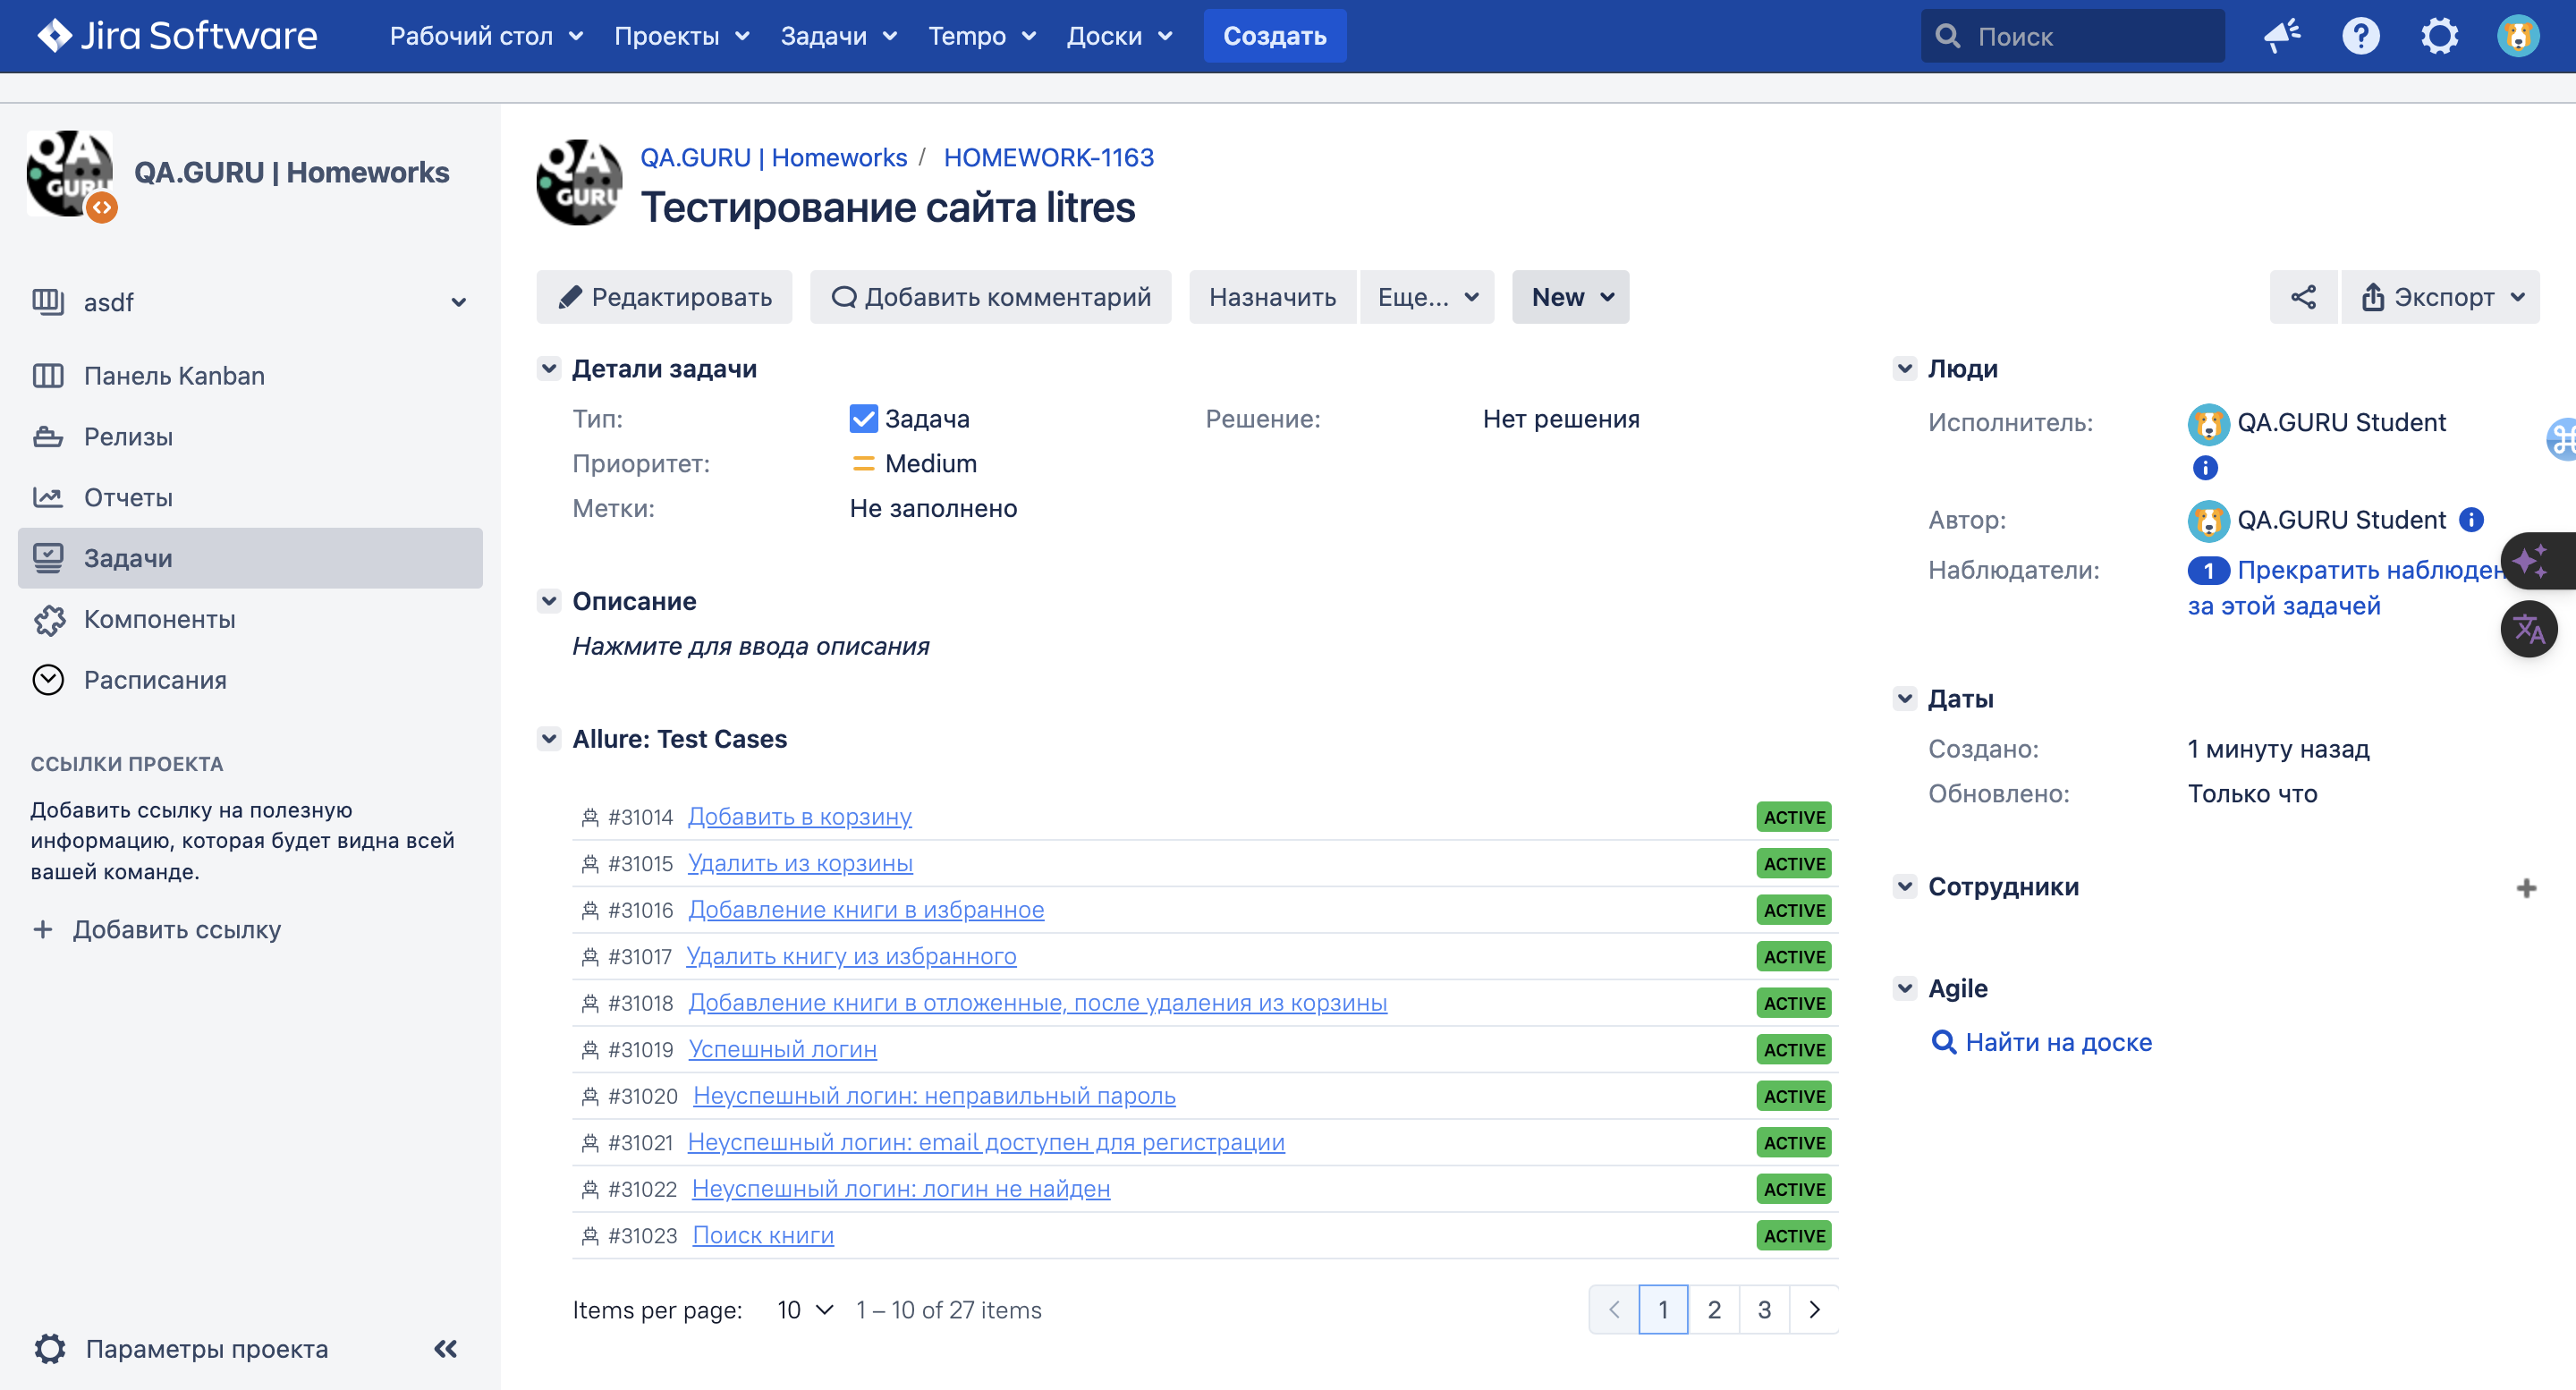 Jira Software
Рабочий стол
Проекты
Задачи
Tempo
Доски
Создать
Поиск
QA.GURU | Homeworks
asdf
Панель Kanban
Релизы
Отчеты
Задачи
Компоненты
Расписания
ССЫЛКИ ПРОЕКТА
Добавить ссылку на полезную
информацию, которая будет видна всей
вашей команде.
+ Добавить ссылку
Параметры проекта
QA.GURU | Homeworks / HOMEWORK-1163
Тестирование сайта litres
Редактировать
Добавить комментарий
Назначить
Еще...
New
Экспорт
Детали задачи
Тип: Задача
Решение: Нет решения
Приоритет: Medium
Метки: Не заполнено
Описание
Нажмите для ввода описания
Allure: Test Cases
#31014 Добавить в корзину ACTIVE
#31015 Удалить из корзины ACTIVE
#31016 Добавление книги в избранное ACTIVE
#31017 Удалить книгу из избранного ACTIVE
#31018 Добавление книги в отложенные, после удаления из корзины ACTIVE
#31019 Успешный логин ACTIVE
#31020 Неуспешный логин: неправильный пароль ACTIVE
#31021 Неуспешный логин: email доступен для регистрации ACTIVE
#31022 Неуспешный логин: логин не найден ACTIVE
#31023 Поиск книги ACTIVE
Items per page: 10 1 – 10 of 27 items
1 2 3
Люди
Исполнитель: QA.GURU Student
Автор: QA.GURU Student
Наблюдатели: 1 Прекратить наблюден
за этой задачей
Даты
Создано: 1 минуту назад
Обновлено: Только что
Сотрудники
Agile
Найти на доске